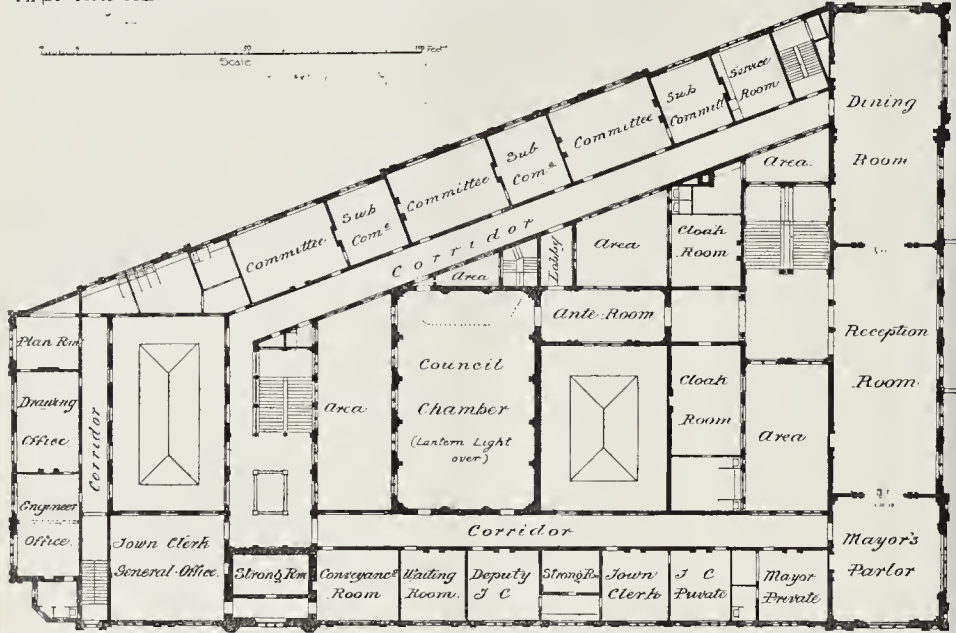 Feet
Scale
Dining
Room
Service
Room
Sub
Committ
Committee
Sub
Com.e
Committee
Sub
Com.e
Committee
Corridor
Area.
Cloak
Room
Area
Lobby
Area
Ante-Room
Reception
Room.
Plan Rm
Drawing
Office
Corridor
Engineer
Office.
Area
Council
Chamber
(Lantern Light
over)
Cloak
Room
Area
Corridor
Mayor's
Parlor
Town Clerk
General Office.
Strong Rm
Conveyance
Room
Waiting
Room.
Deputy
T C
Strong Rm
Town
Clerk
T C
Private
Mayor
Private